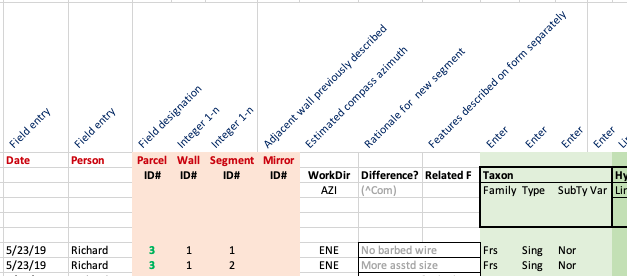 Field entry
Field entry
Field designation
Integer 1-n
Integer 1-n
Adjacent wall previously described
Estimated compass azimuth
Rationale for new segment
Features described on form separately
Enter
Enter
Enter
Enter
Date Person Parcel Wall Segment Mirror
ID# ID# ID# ID# WorkDir Difference? Related F Taxon Hy
AZI (^Com) Family Type SubTy Var Lin
5/23/19 Richard 3 1 1 ENE No barbed wire Frs Sing Nor
5/23/19 Richard 3 1 2 ENE More asstd size Frs Sing Nor